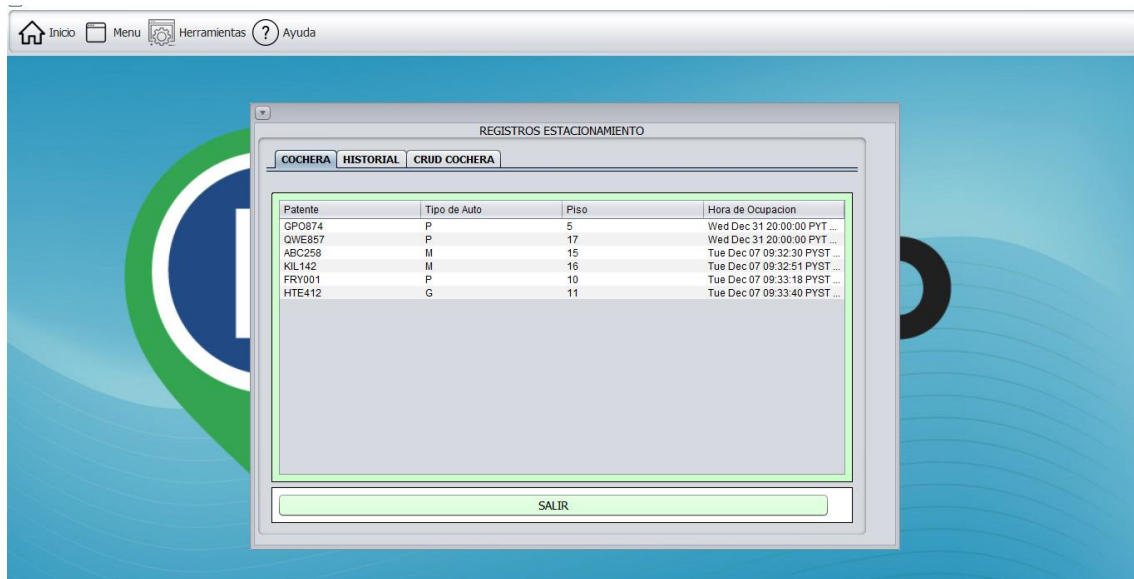 Inicio Menu Herramientas ? Ayuda
REGISTROS ESTACIONAMIENTO
COCHERA HISTORIAL CRUD COCHERA
Patente Tipo de Auto Piso Hora de Ocupacion
GPO874 P 5 Wed Dec 31 20:00:00 PYT ...
QWE857 P 17 Wed Dec 31 20:00:00 PYT ...
ABC258 M 15 Tue Dec 07 09:32:30 PYST ...
KIL142 M 16 Tue Dec 07 09:32:51 PYST ...
FRY001 P 10 Tue Dec 07 09:33:18 PYST ...
HTE412 G 11 Tue Dec 07 09:33:40 PYST ...
SALIR